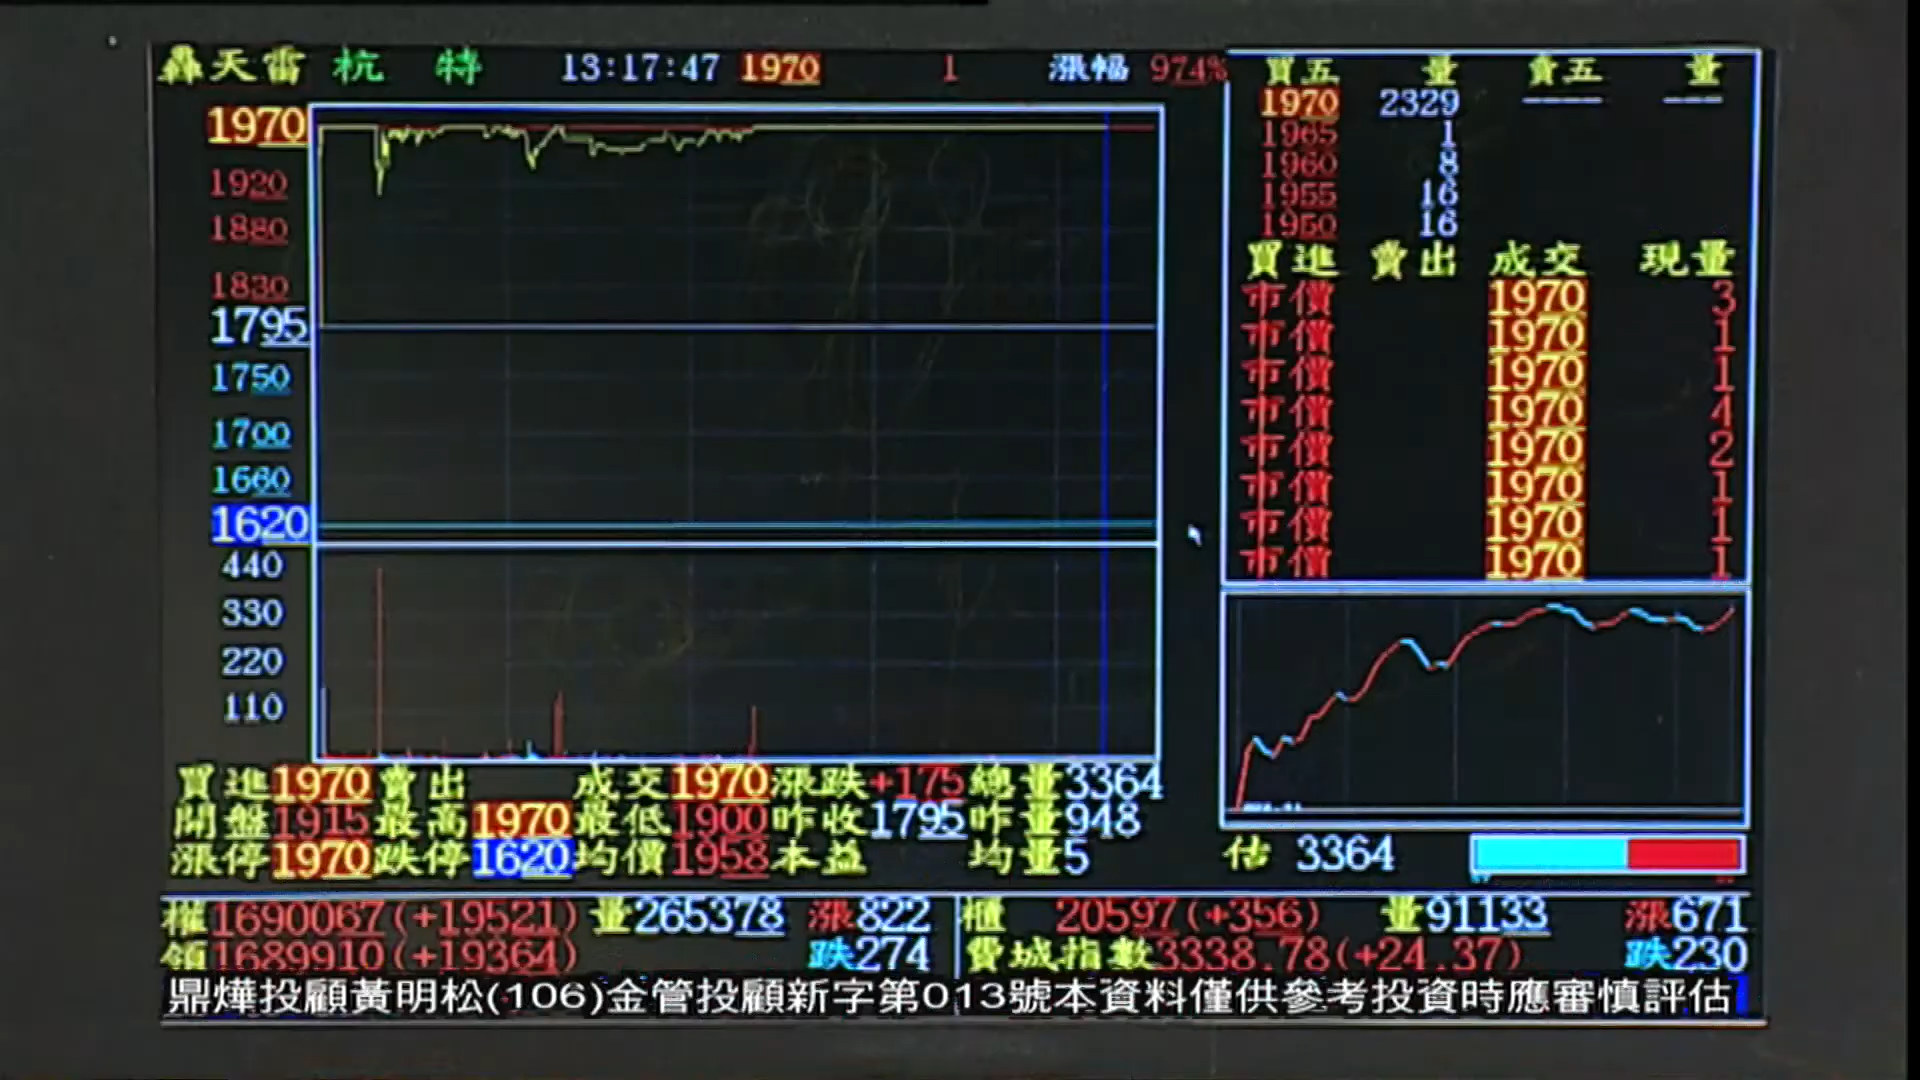 轟天雷 杭 特 13:17:47 1970 1 漲幅 974%
1970
1920
1880
1830
1795
1750
1700
1660
1620
440
330
220
110
買五 量 賣五 量
1970 2329 ---- ---
1965 1
1960 8
1955 16
1950 16
買進 賣出 成交 現量
市價 1970 3
市價 1970 1
市價 1970 1
市價 1970 4
市價 1970 2
市價 1970 1
市價 1970 1
市價 1970 1
買進1970 賣出 成交1970 漲跌+175 總量3364
開盤1915 最高1970 最低1900 昨收1795 昨量948
漲停1970 跌停1620 均價1958 本益 均量5
估 3364
權1690067(+19521) 量265378 漲822 櫃 20597(+356) 量91133 漲671
領1689910(+19364) 跌274 費城指數3338.78(+24.37) 跌230
鼎燁投顧黃明松(106)金管投顧新字第013號本資料僅供參考投資時應審慎評估